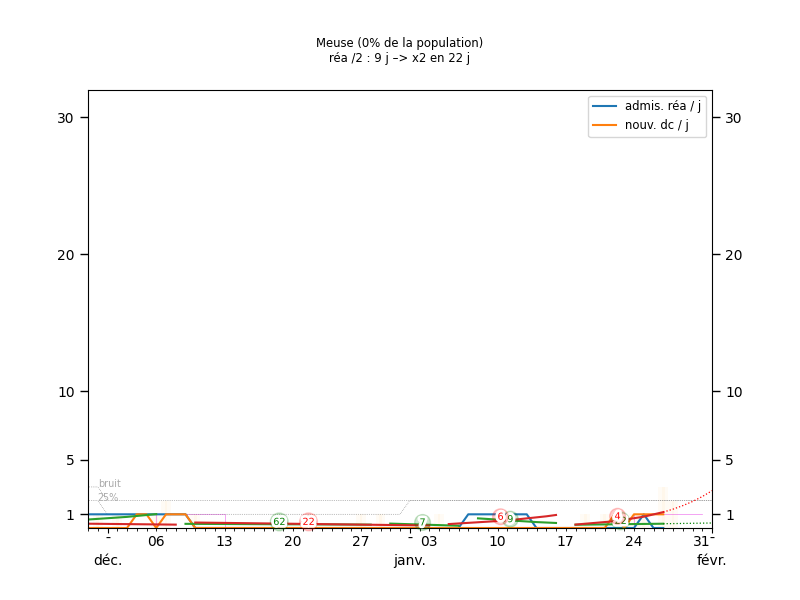 Meuse (0% de la population)
réa /2 : 9 j –> x2 en 22 j
admis. réa / j
nouv. dc / j
30 30
20 20
10 10
5 5
bruit
25%
1 1
62 22 7 6 9 4
- 06 13 20 27 - 03 10 17 24 31-
déc. janv. févr.